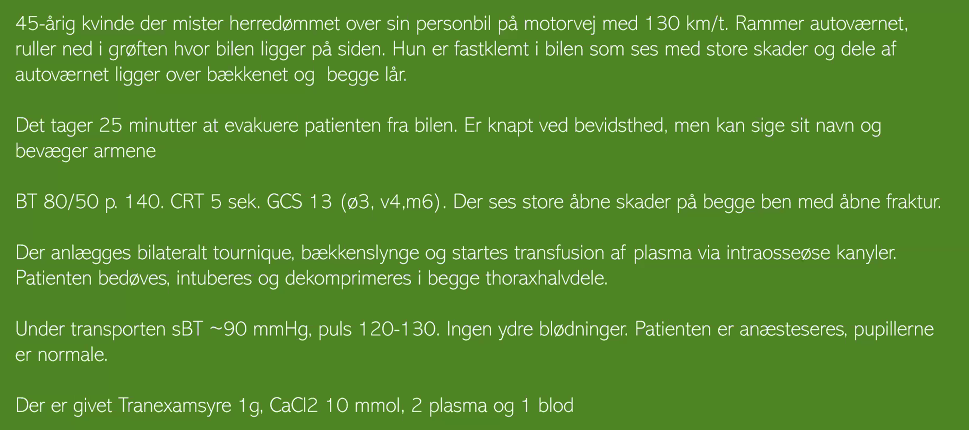 45-årig kvinde der mister herredømmet over sin personbil på motorvej med 130 km/t. Rammer autoværnet,
ruller ned i grøften hvor bilen ligger på siden. Hun er fastklemt i bilen som ses med store skader og dele af
autoværnet ligger over bækkenet og begge lår.
Det tager 25 minutter at evakuere patienten fra bilen. Er knapt ved bevidsthed, men kan sige sit navn og
bevæger armene
BT 80/50 p. 140. CRT 5 sek. GCS 13 (ø3, v4,m6). Der ses store åbne skader på begge ben med åbne fraktur.
Der anlægges bilateralt tournique, bækkenslynge og startes transfusion af plasma via intraosseøse kanyler.
Patienten bedøves, intuberes og dekomprimeres i begge thoraxhalvdele.
Under transporten sBT ~90 mmHg, puls 120-130. Ingen ydre blødninger. Patienten er anæsteseres, pupillerne
er normale.
Der er givet Tranexamsyre 1g, CaCl2 10 mmol, 2 plasma og 1 blod